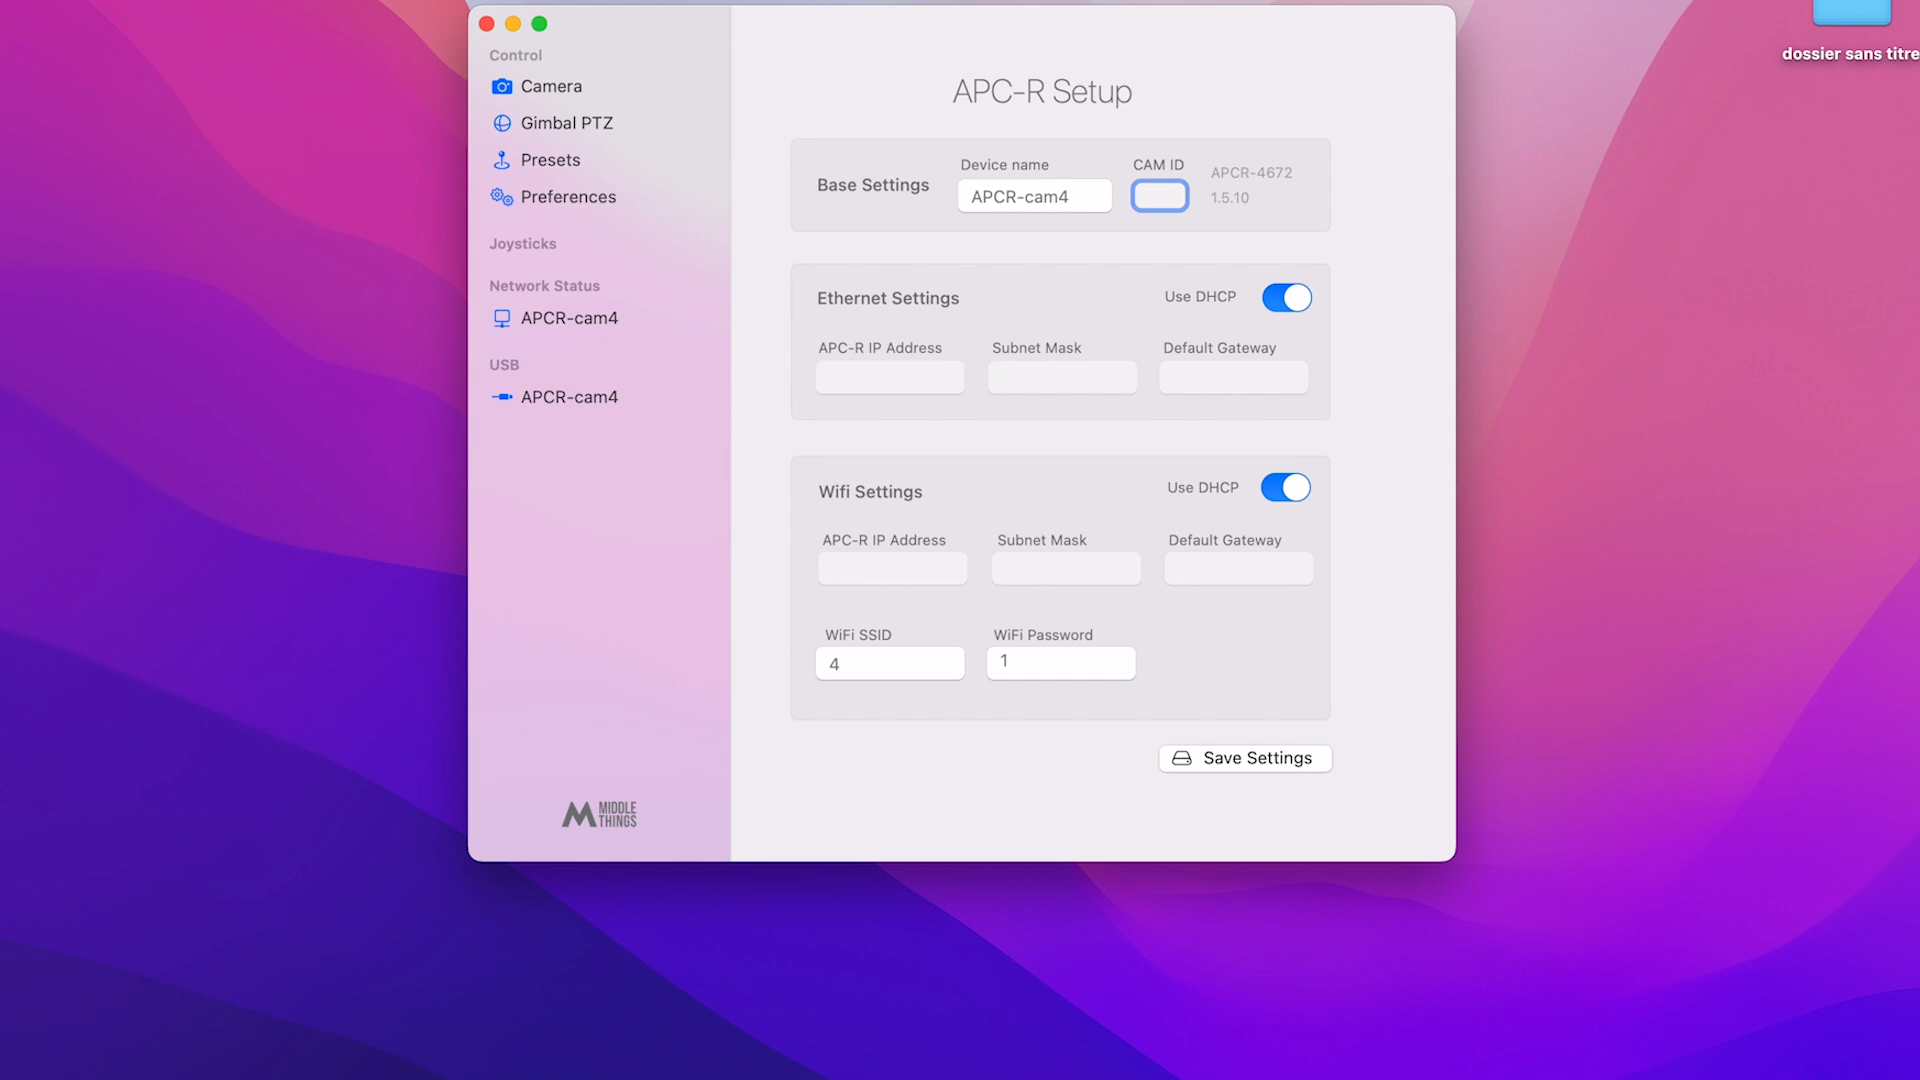 dossier sans titre
Control
Camera
Gimbal PTZ
Presets
Preferences
Joysticks
Network Status
APCR-cam4
USB
APCR-cam4
MIDDLE
THINGS
APC-R Setup
Base Settings
Device name
APCR-cam4
CAM ID
APCR-4672
1.5.10
Ethernet Settings
Use DHCP
APC-R IP Address
Subnet Mask
Default Gateway
Wifi Settings
Use DHCP
APC-R IP Address
Subnet Mask
Default Gateway
WiFi SSID
4
WiFi Password
1
Save Settings